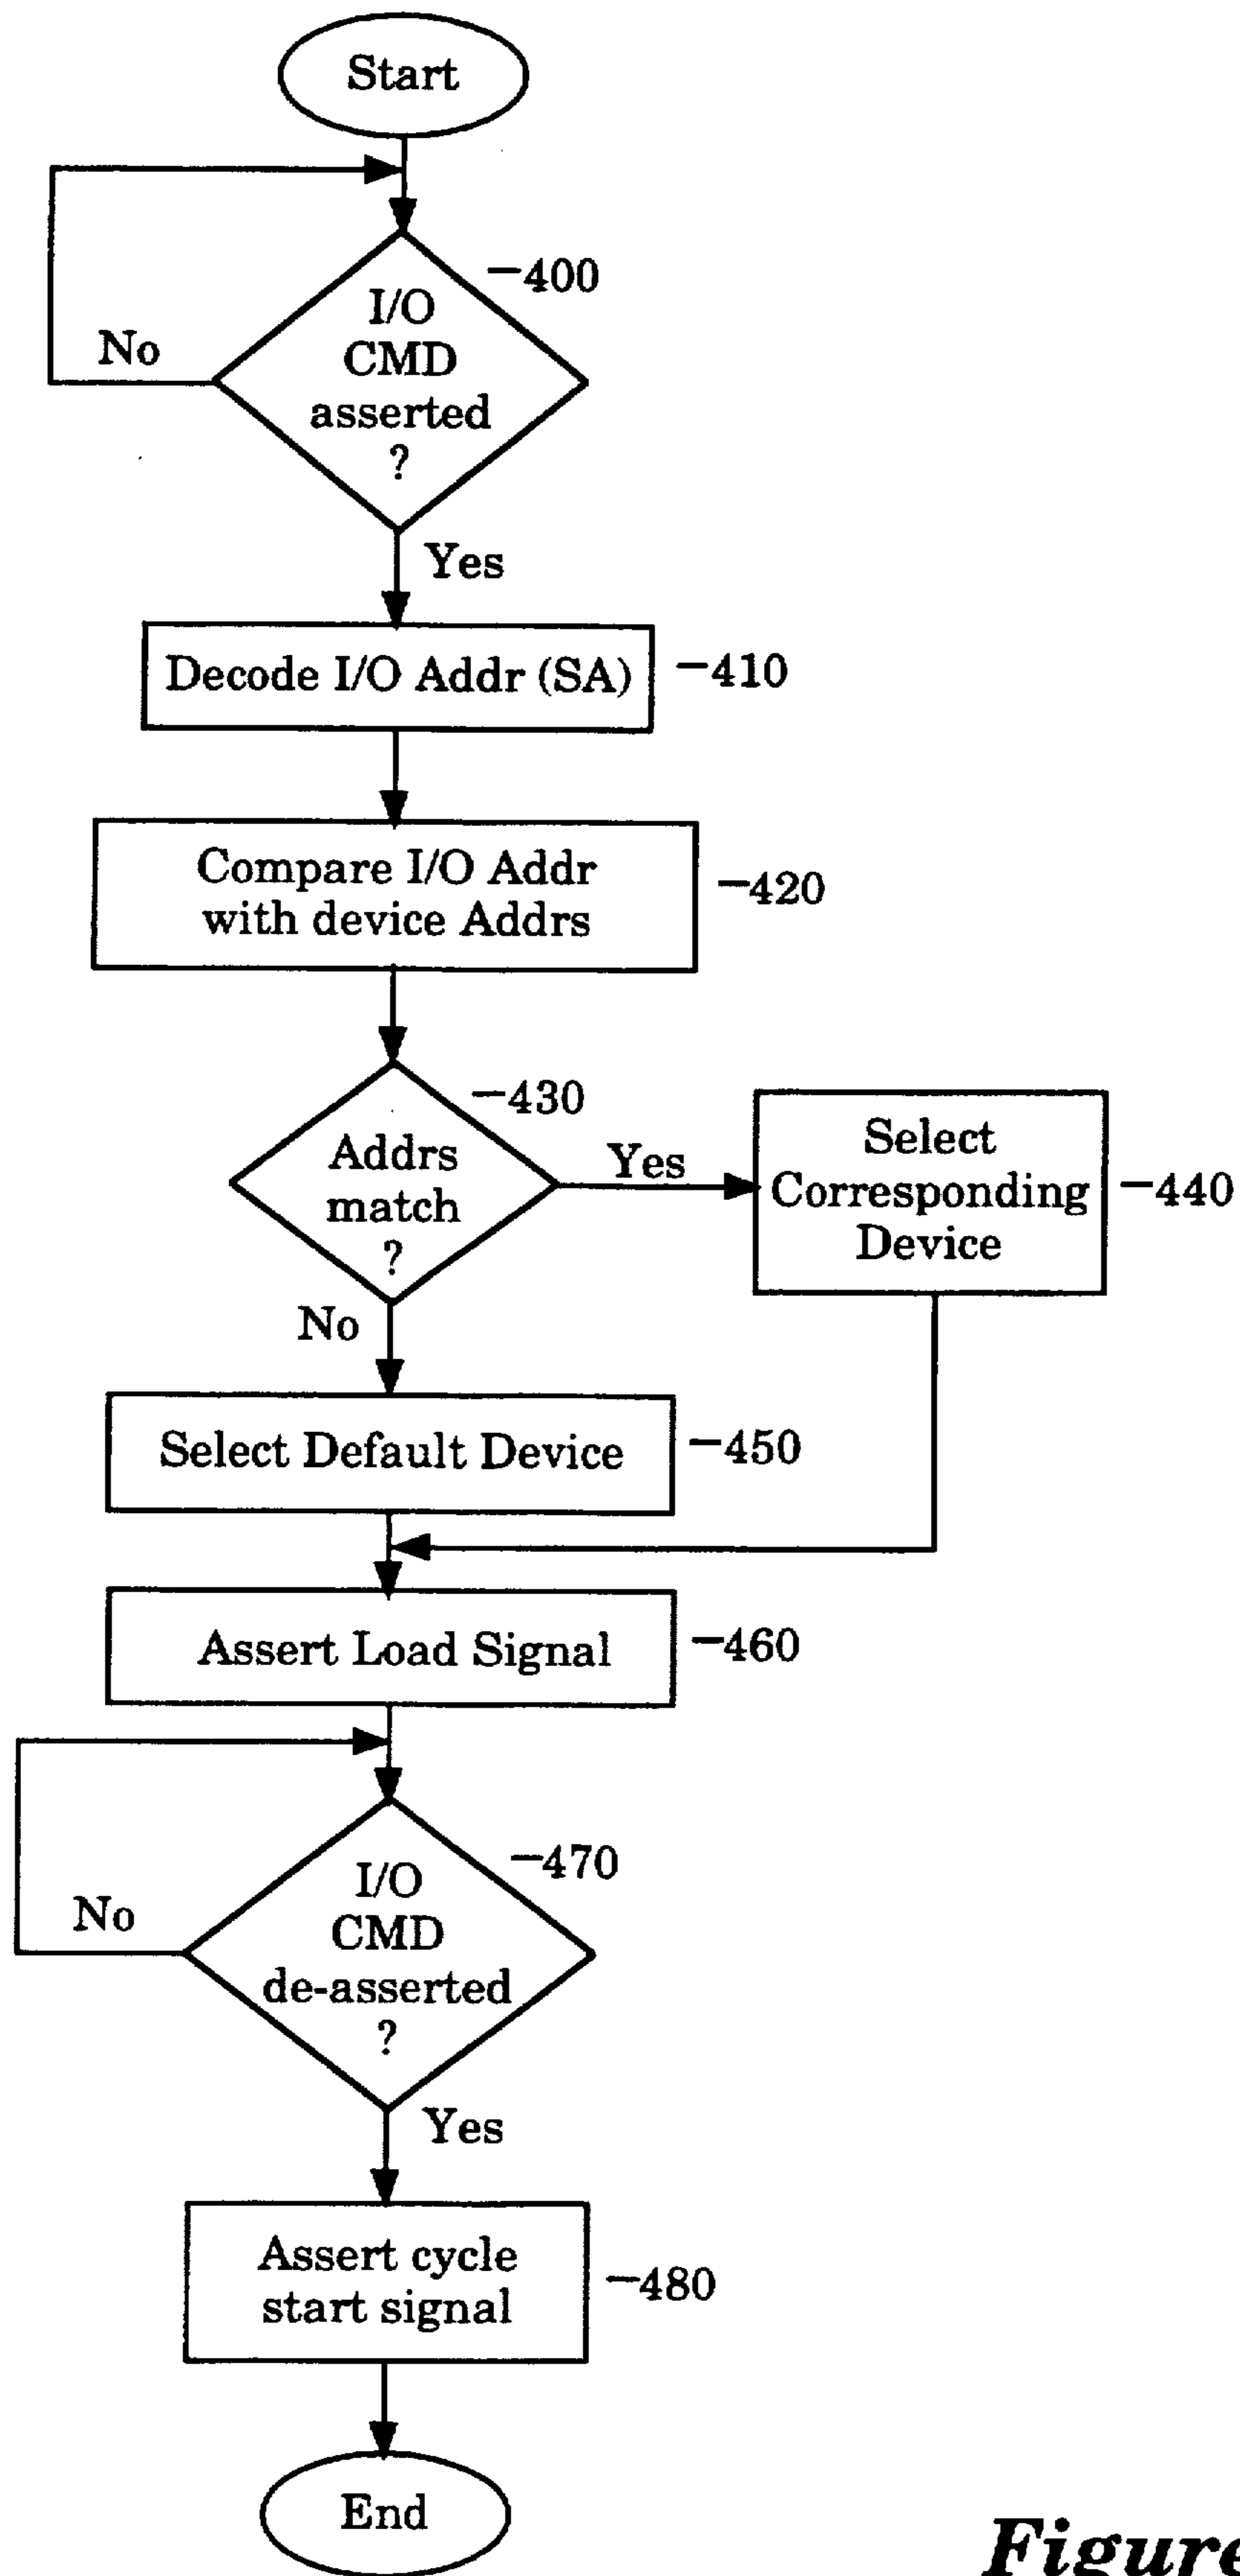 Start
-400
I/O
CMD
asserted
?
No
Yes
Decode I/O Addr (SA)
-410
Compare I/O Addr
with device Addrs
-420
-430
Addrs
match
?
Yes
Select
Corresponding
Device
-440
No
Select Default Device
-450
Assert Load Signal
-460
-470
I/O
CMD
de-asserted
?
No
Yes
Assert cycle
start signal
-480
End
Figure